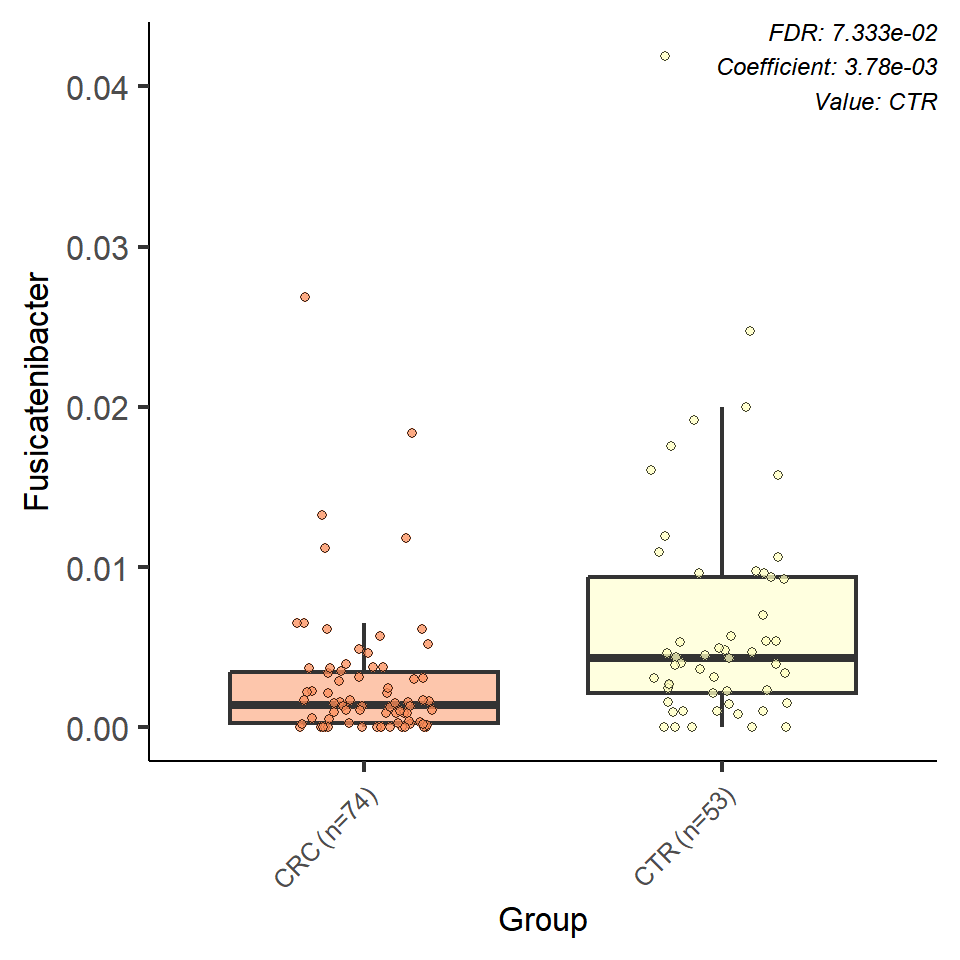 FDR: 7.333e-02
Coefficient: 3.78e-03
Value: CTR
0.04
0.03
0.02
0.01
0.00
Fusicatenibacter
CRC (n=74)
CTR (n=53)
Group